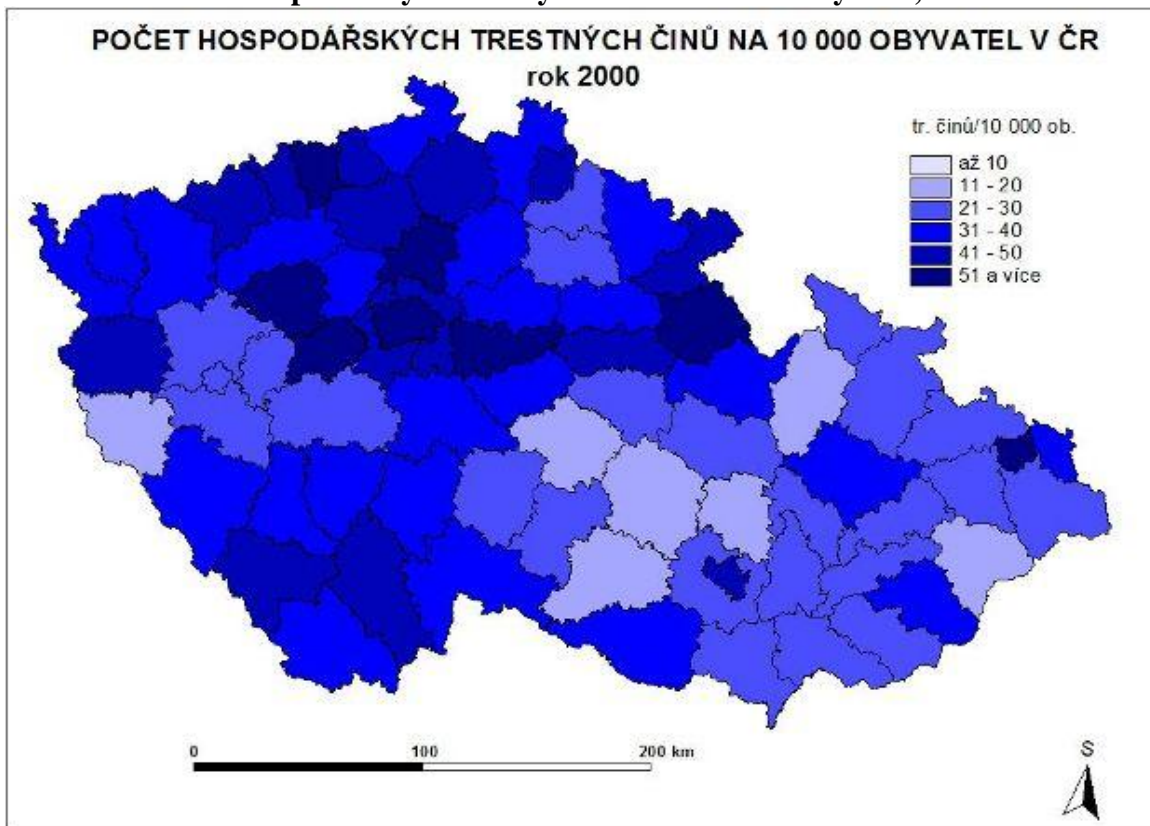 POČET HOSPODÁŘSKÝCH TRESTNÝCH ČINŮ NA 10 000 OBYVATEL V ČR
rok 2000
tr. činů/10 000 ob.
až 10
11 - 20
21 - 30
31 - 40
41 - 50
51 a více
0 100 200 km
S